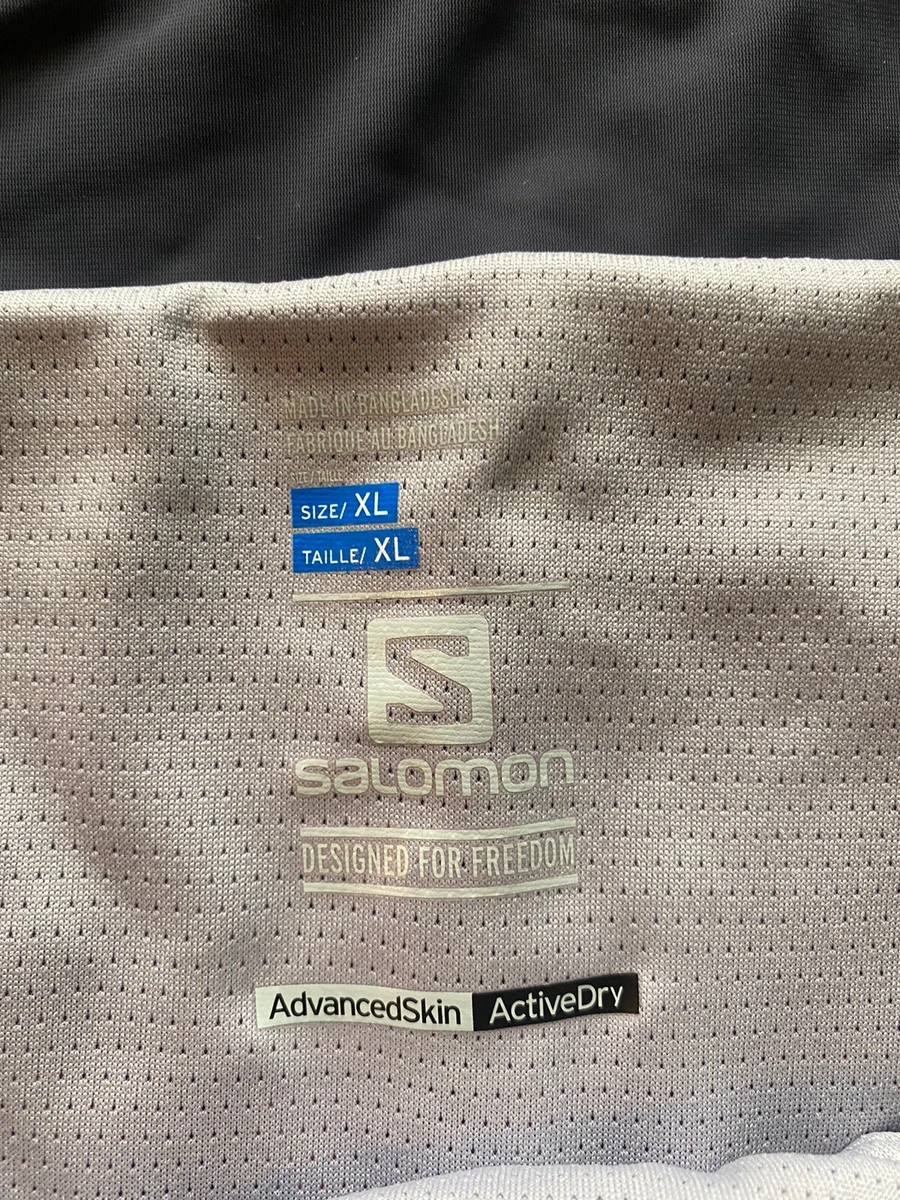 MADE IN BANGLADESH
FABRIQUE AU BANGLADESH
SIZE/ XL
TAILLE/ XL
S
salomon
DESIGNED FOR FREEDOM
AdvancedSkin ActiveDry